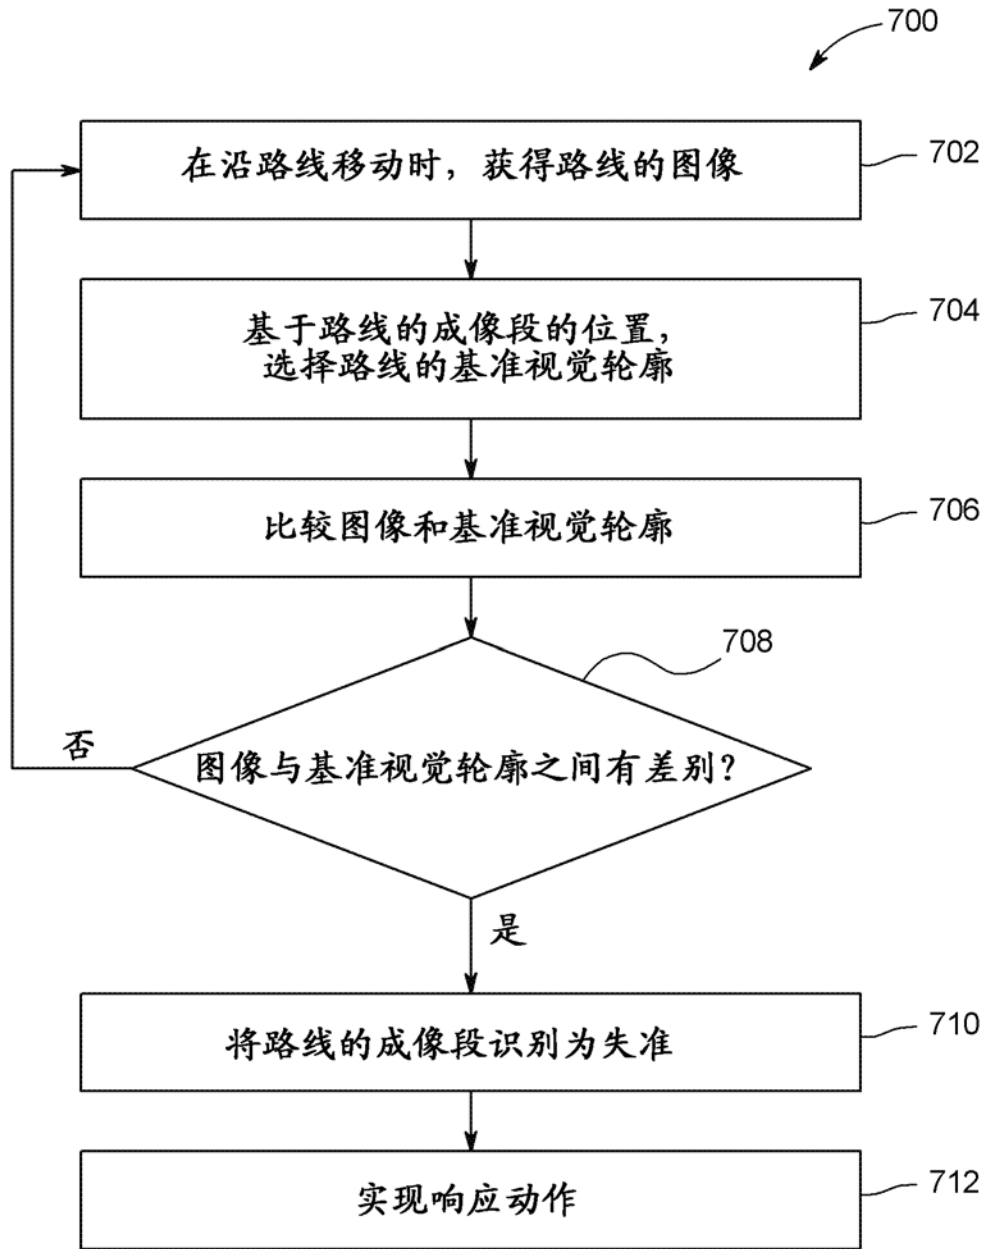 700
在沿路线移动时，获得路线的图像
702
基于路线的成像段的位置，
选择路线的基准视觉轮廓
704
比较图像和基准视觉轮廓
706
708
图像与基准视觉轮廓之间有差别？
否
是
将路线的成像段识别为失准
710
实现响应动作
712